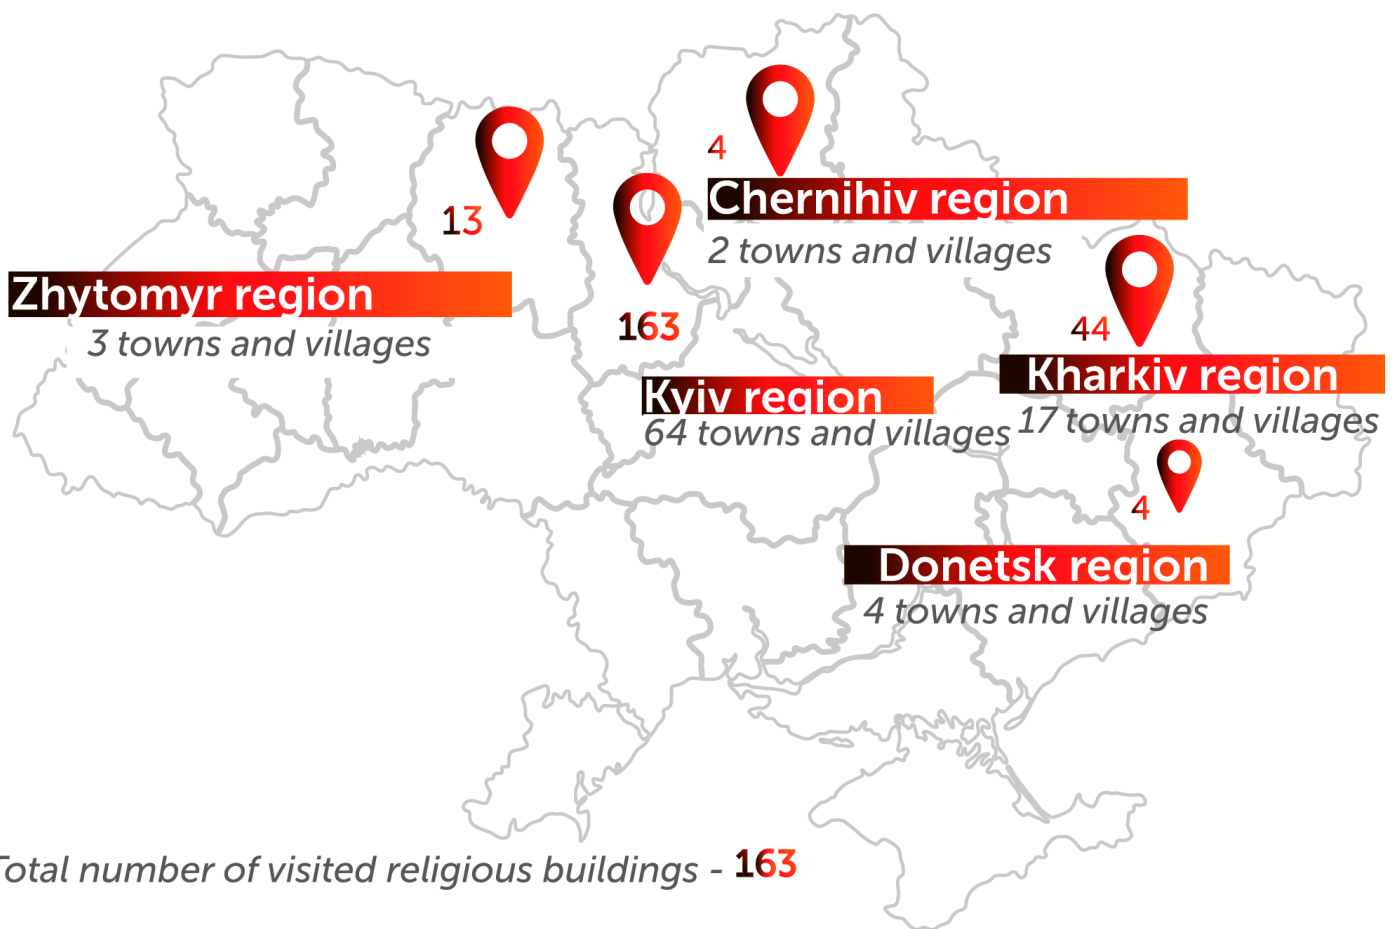 4
Chernihiv region
2 towns and villages
13
Zhytomyr region
3 towns and villages
163
Kyiv region
64 towns and villages
44
Kharkiv region
17 towns and villages
4
Donetsk region
4 towns and villages
Total number of visited religious buildings - 163